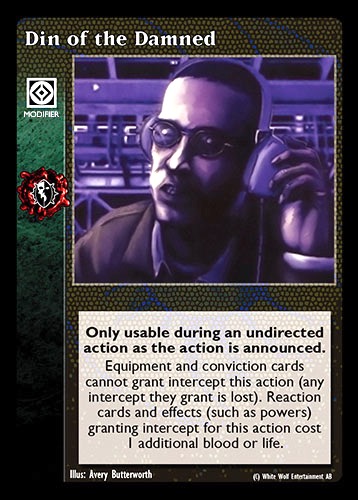 Din of the Damned
MODIFIER
Only usable during an undirected
action as the action is announced.
Equipment and conviction cards
cannot grant intercept this action (any
intercept they grant is lost). Reaction
cards and effects (such as powers)
granting intercept for this action cost
1 additional blood or life.
Illus: Avery Butterworth
(C) White Wolf Entertainment AB